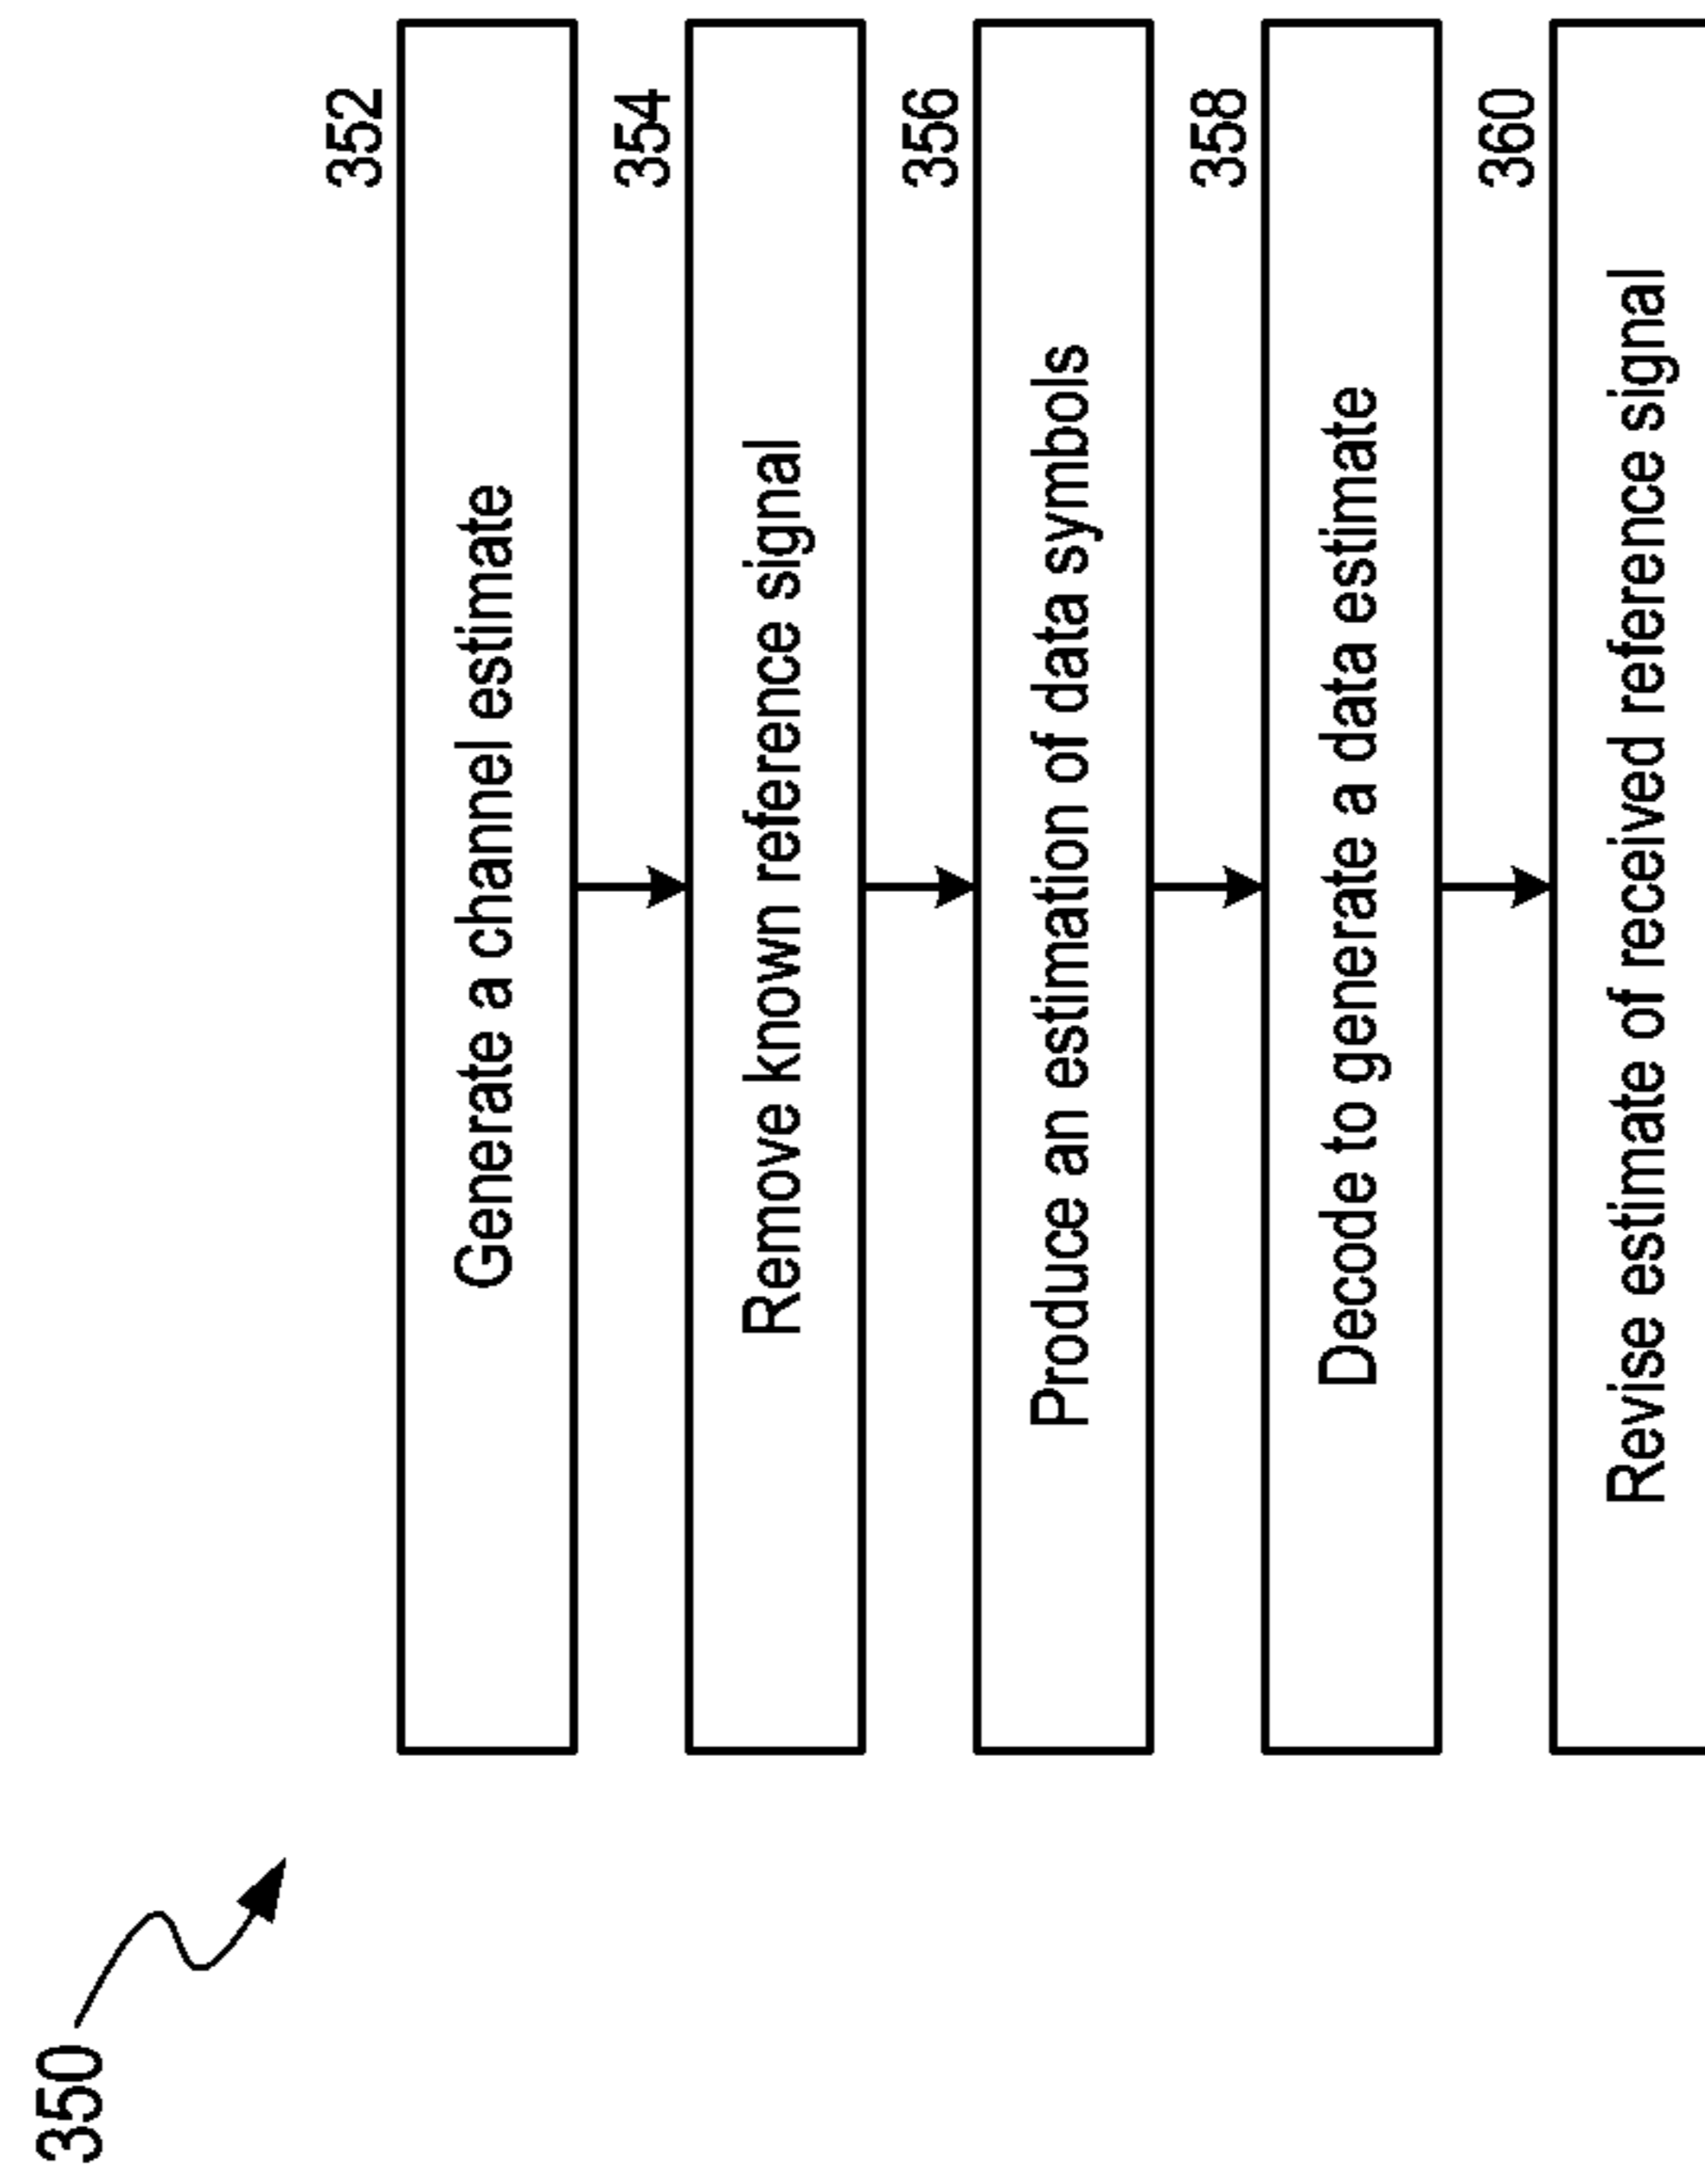 350
352
Generate a channel estimate
354
Remove known reference signal
356
Produce an estimation of data symbols
358
Decode to generate a data estimate
360
Revise estimate of received reference signal